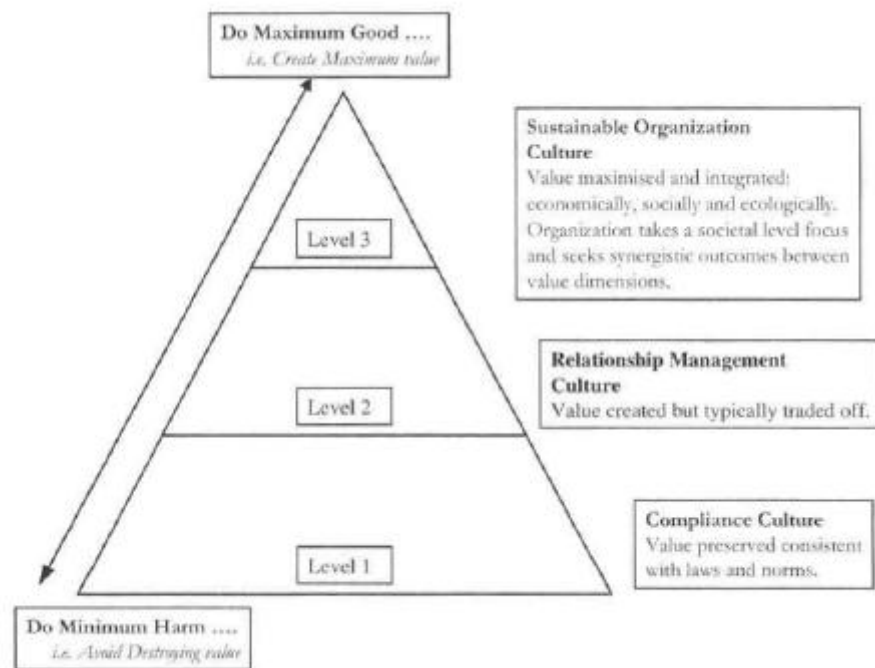 Do Maximum Good ....
i.e. Create Maximum value
Sustainable Organization
Culture
Value maximised and integrated:
economically, socially and ecologically.
Organization takes a societal level focus
and seeks synergistic outcomes between
value dimensions.
Level 3
Relationship Management
Culture
Value created but typically traded off.
Level 2
Compliance Culture
Value preserved consistent
with laws and norms.
Level 1
Do Minimum Harm ....
i.e. Avoid Destroying value